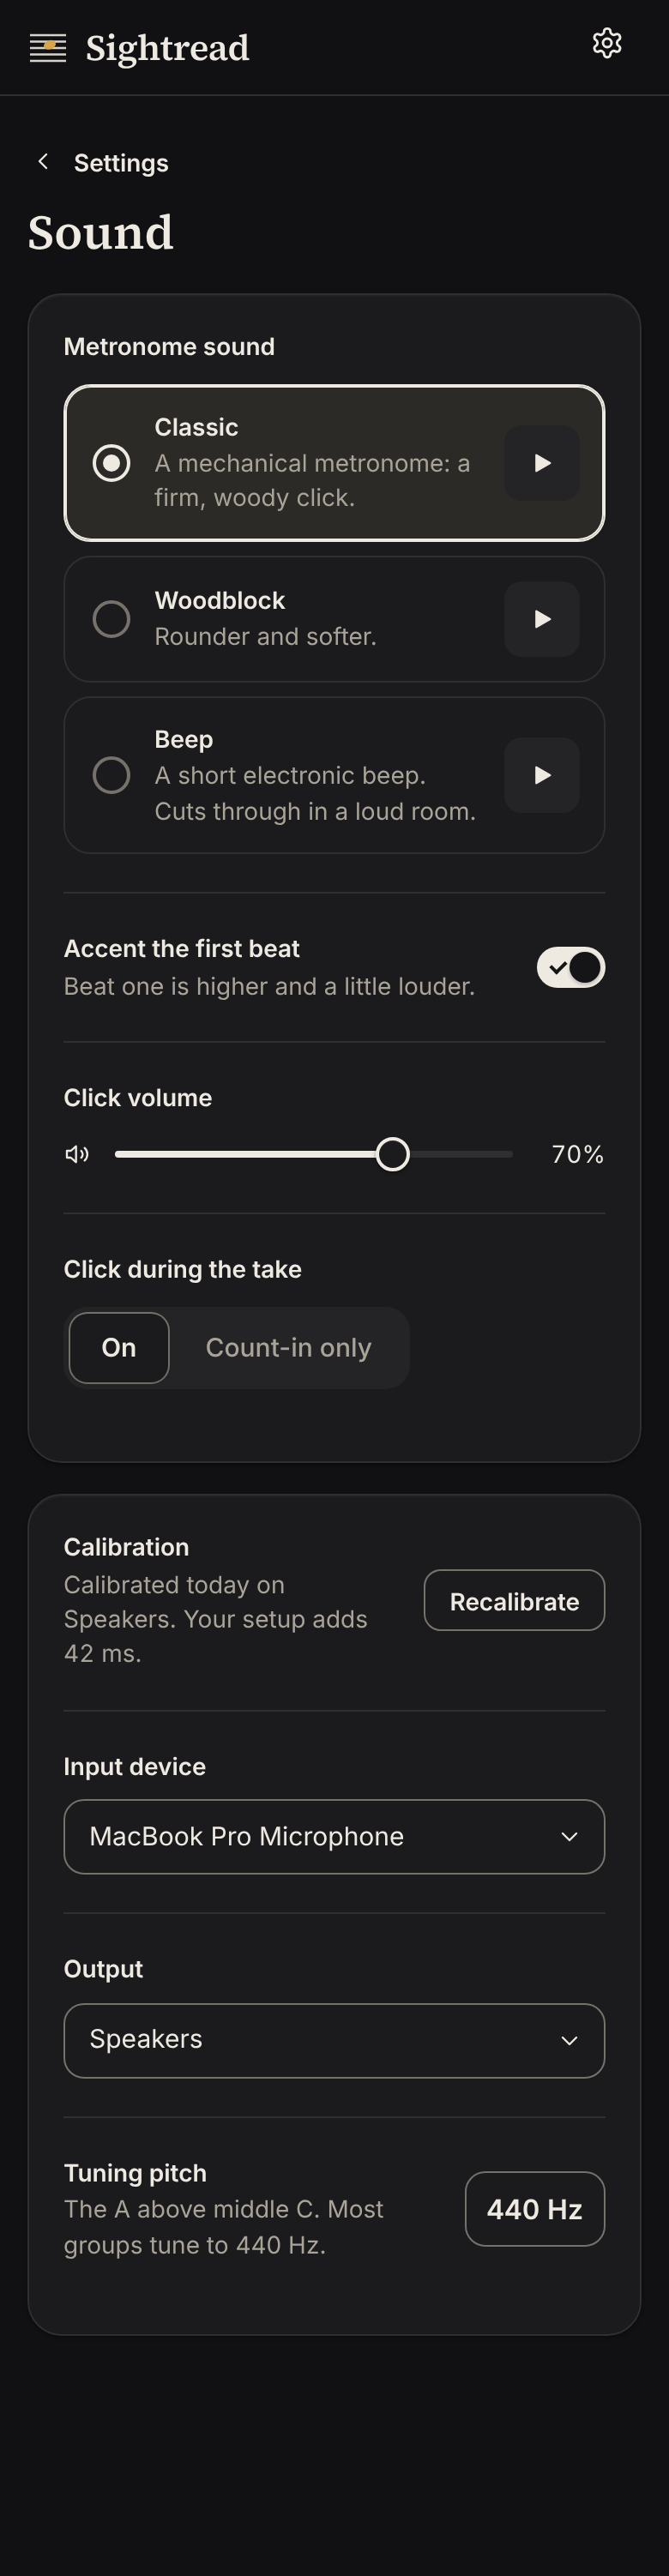 Sightread
Settings
Sound
Metronome sound
Classic
A mechanical metronome: a
firm, woody click.
Woodblock
Rounder and softer.
Beep
A short electronic beep.
Cuts through in a loud room.
Accent the first beat
Beat one is higher and a little louder.
Click volume
70%
Click during the take
On
Count-in only
Calibration
Calibrated today on
Speakers. Your setup adds
42 ms.
Recalibrate
Input device
MacBook Pro Microphone
Output
Speakers
Tuning pitch
The A above middle C. Most
groups tune to 440 Hz.
440 Hz